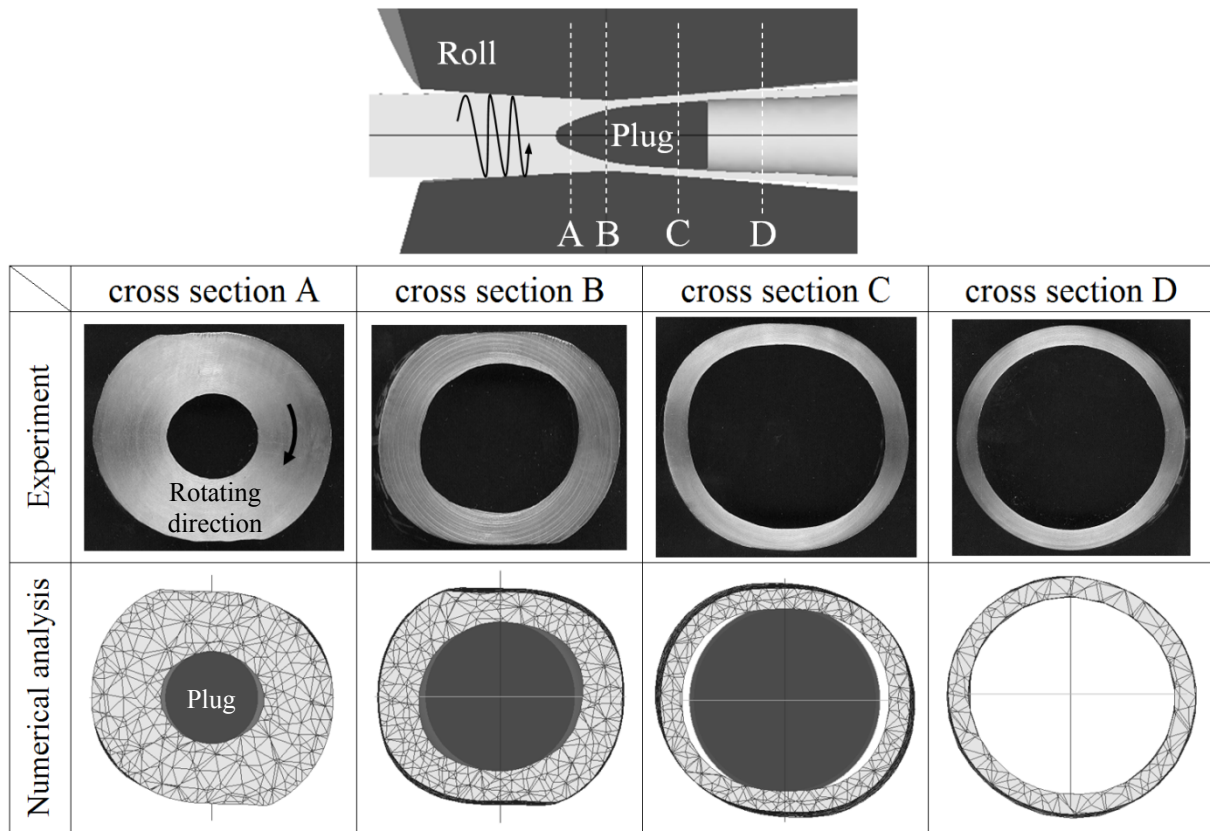 Roll
Plug
A
B
C
D
cross section A
cross section B
cross section C
cross section D
Experiment
Rotating
direction
Numerical analysis
Plug